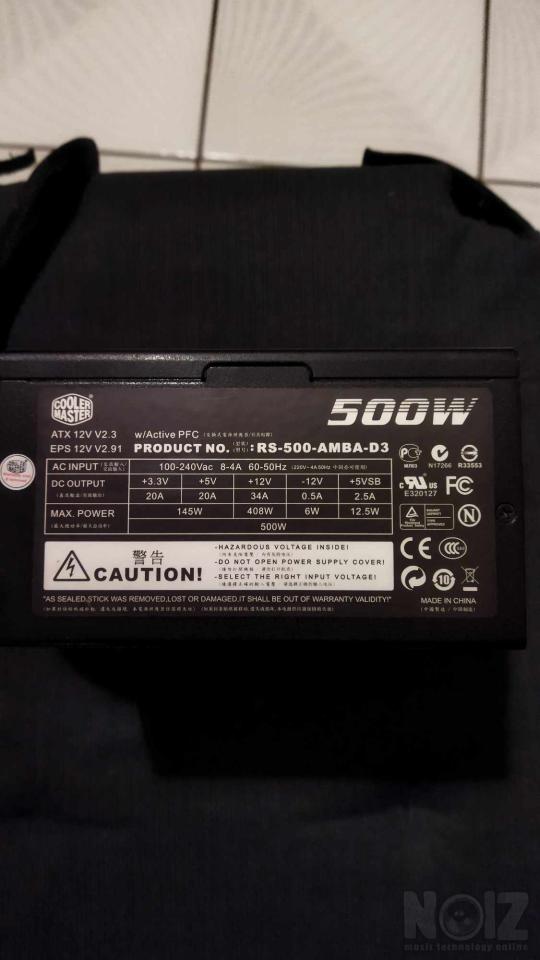 COOLER MASTER
500W
ATX 12V V2.3 w/Active PFC
EPS 12V V2.91 PRODUCT NO. : RS-500-AMBA-D3
AC INPUT 100-240Vac 8-4A 60-50Hz
DC OUTPUT +3.3V +5V +12V -12V +5VSB
20A 20A 34A 0.5A 2.5A
MAX. POWER 145W 408W 6W 12.5W
500W
N17266 R33553
E320127
警告
CAUTION!
-HAZARDOUS VOLTAGE INSIDE!
-DO NOT OPEN POWER SUPPLY COVER!
-SELECT THE RIGHT INPUT VOLTAGE!
"AS SEALED-STICK WAS REMOVED,LOST OR DAMAGED,IT SHALL BE OUT OF WARRANTY VALIDITY!"
c UL US FC
N
CE CCC
10
MADE IN CHINA
NOIZ
music technology online